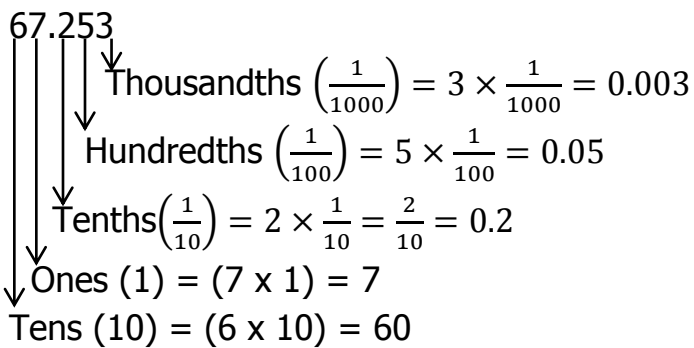 67.253
Thousandths (1/1000) = 3 × 1/1000 = 0.003
Hundredths (1/100) = 5 × 1/100 = 0.05
Tenths(1/10) = 2 × 1/10 = 2/10 = 0.2
Ones (1) = (7 x 1) = 7
Tens (10) = (6 x 10) = 60